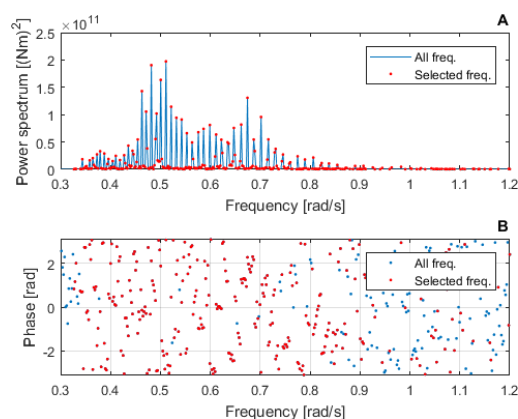 ×10^11
A
Power spectrum [(Nm)^2]
2.5
2
1.5
1
0.5
0
All freq.
Selected freq.
0.3 0.4 0.5 0.6 0.7 0.8 0.9 1 1.1 1.2
Frequency [rad/s]
B
Phase [rad]
2
0
-2
All freq.
Selected freq.
0.3 0.4 0.5 0.6 0.7 0.8 0.9 1 1.1 1.2
Frequency [rad/s]